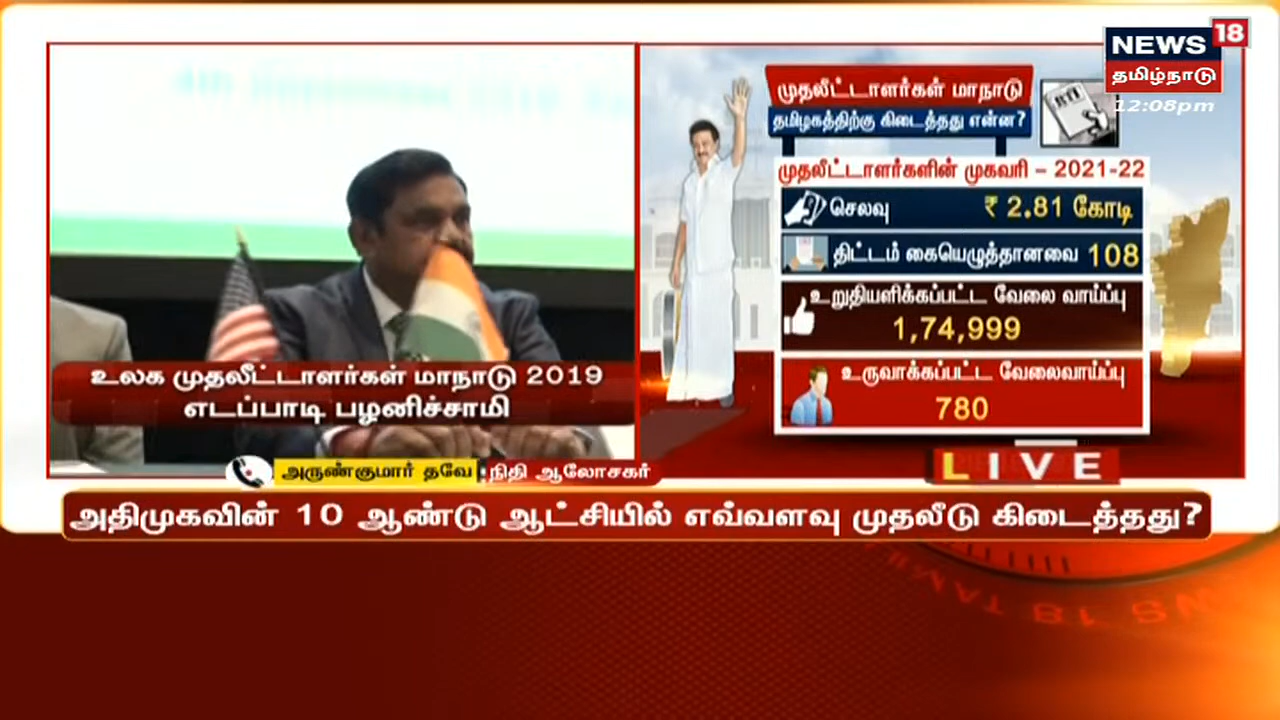 NEWS 18
தமிழ்நாடு
12:08pm
முதலீட்டாளர்கள் மாநாடு
தமிழகத்திற்கு கிடைத்தது என்ன?
RTI
முதலீட்டாளர்களின் முகவரி – 2021-22
செலவு ₹ 2.81 கோடி
திட்டம் கையெழுத்தானவை 108
உறுதியளிக்கப்பட்ட வேலை வாய்ப்பு
1,74,999
உருவாக்கப்பட்ட வேலைவாய்ப்பு
780
உலக முதலீட்டாளர்கள் மாநாடு 2019
எடப்பாடி பழனிச்சாமி
அருண்குமார் தவே : நிதி ஆலோசகர்
LIVE
அதிமுகவின் 10 ஆண்டு ஆட்சியில் எவ்வளவு முதலீடு கிடைத்தது?